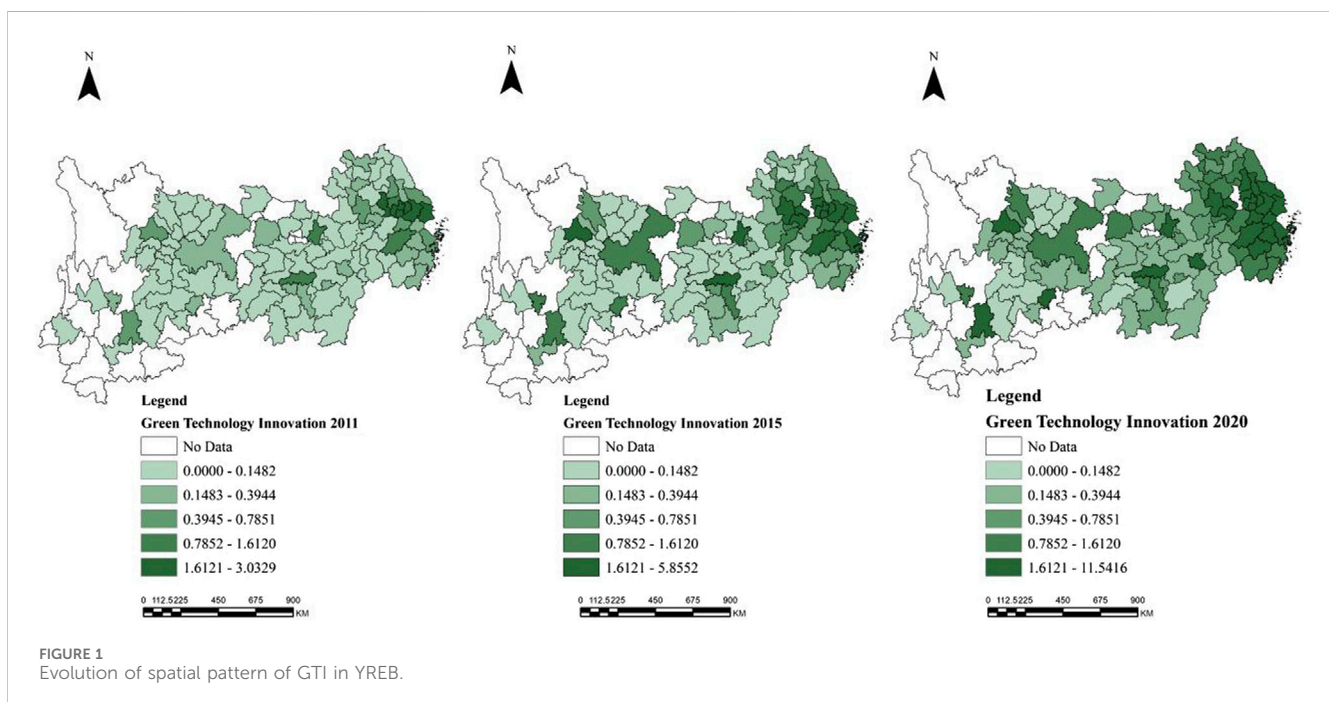 N
N
N
Legend
Green Technology Innovation 2011
No Data
0.0000 - 0.1482
0.1483 - 0.3944
0.3945 - 0.7851
0.7852 - 1.6120
1.6121 - 3.0329
0 112.5225 450 675 900
KM
Legend
Green Technology Innovation 2015
No Data
0.0000 - 0.1482
0.1483 - 0.3944
0.3945 - 0.7851
0.7852 - 1.6120
1.6121 - 5.8552
0 112.5225 450 675 900
KM
Legend
Green Technology Innovation 2020
No Data
0.0000 - 0.1482
0.1483 - 0.3944
0.3945 - 0.7851
0.7852 - 1.6120
1.6121 - 11.5416
0 112.5225 450 675 900
KM
FIGURE 1
Evolution of spatial pattern of GTI in YREB.